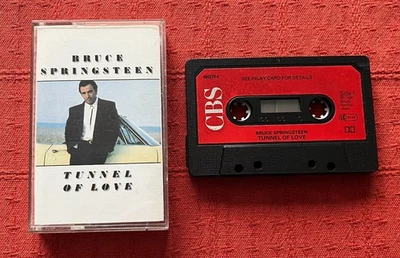 BRUCE
SPRINGSTEEN
TUNNEL
OF LOVE
SEE INLAY CARD FOR DETAILS
CBS
BRUCE SPRINGSTEEN
TUNNEL OF LOVE